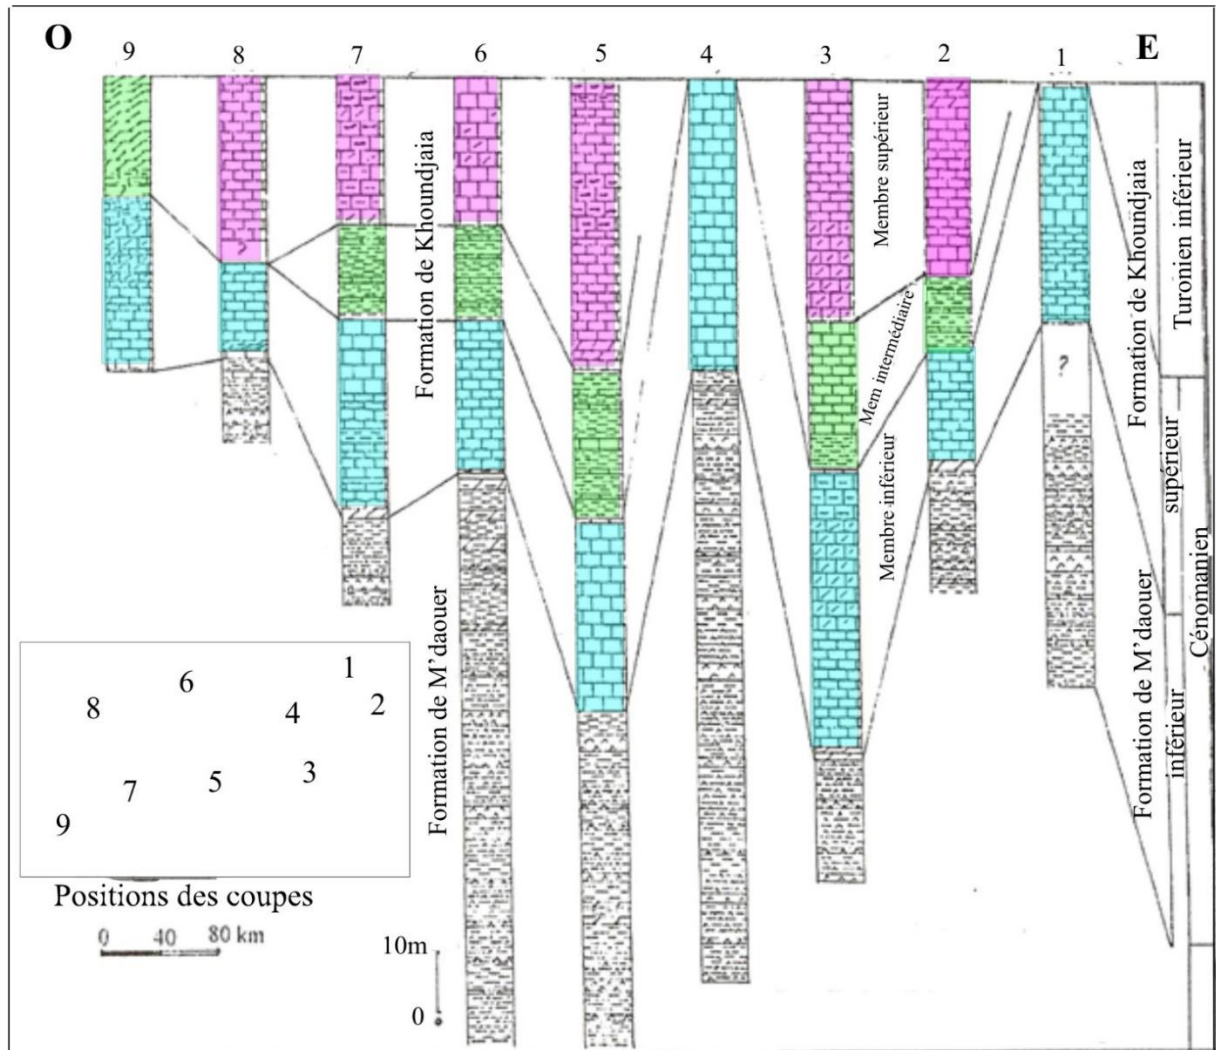 O
E
9
8
7
6
5
4
3
2
1
?
?
Formation de Khoundjaia
Formation de M'daouer
Membre supérieur
Mem intermédiaire
Membre inférieur
Formation de Khoundjaia
Formation de M'daouer
Turonien inférieur
supérieur
inférieur
Cénomanien
1
6
2
8
4
3
5
7
9
Positions des coupes
0 40 80 km
10m
0